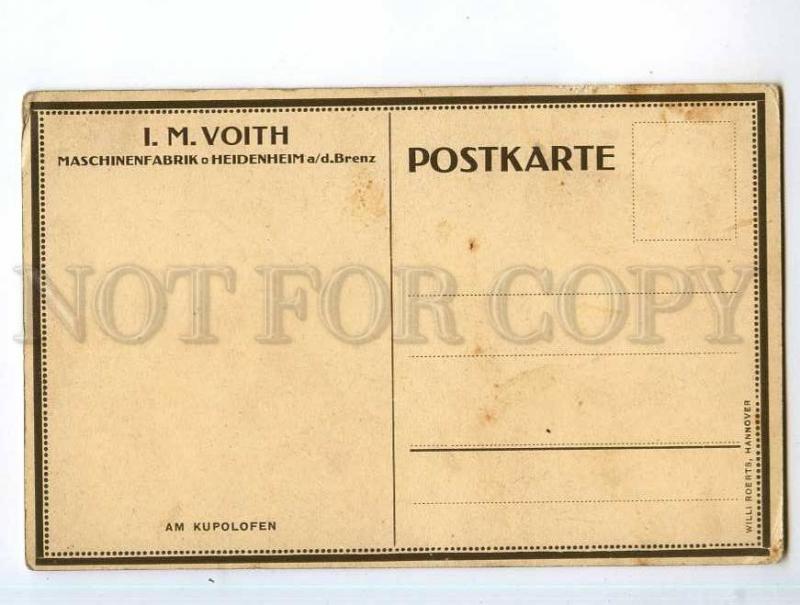 I. M. VOITH
MASCHINENFABRIK o HEIDENHEIM a/d. Brenz
POSTKARTE
NOT FOR COPY
AM KUPOLOFEN
WILLI ROERTS, HANNOVER